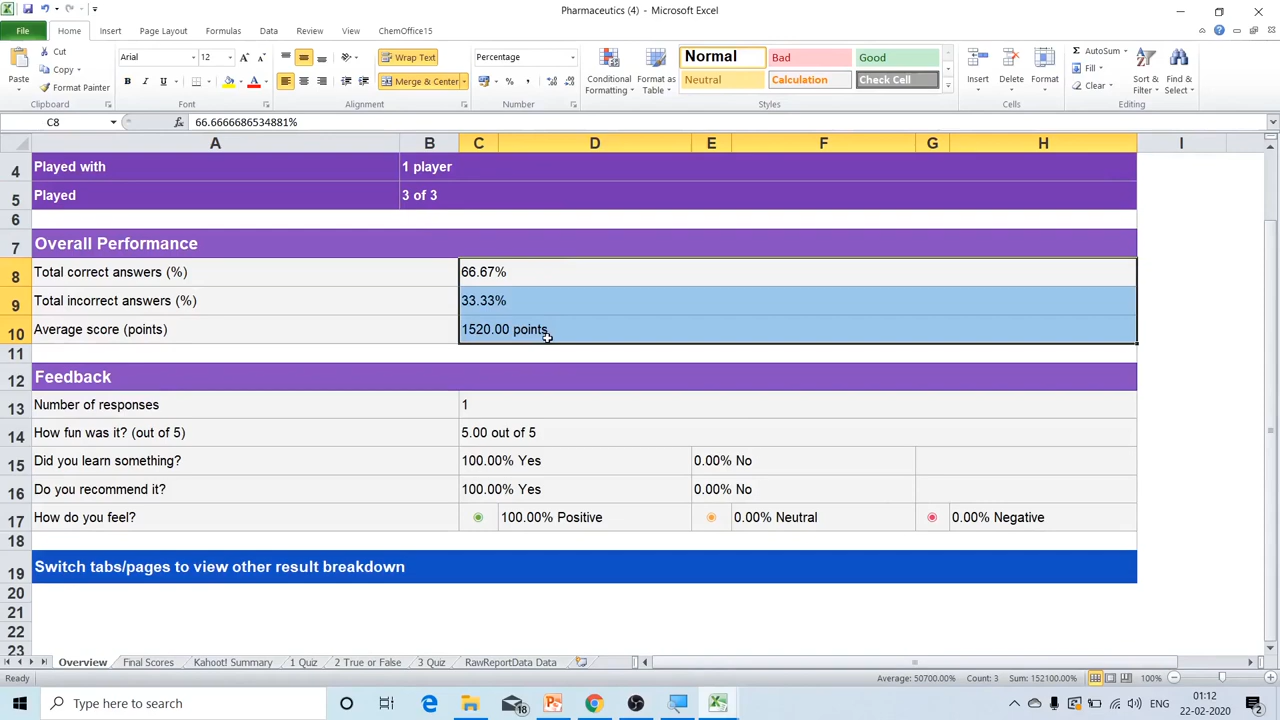 Pharmaceutics (4) - Microsoft Excel
File Home Insert Page Layout Formulas Data Review View ChemOffice15
Paste
Cut
Copy
Format Painter
Clipboard
Arial 12
B I U
Font
Wrap Text
Merge & Center
Alignment
Percentage
%
Number
Conditional Formatting
Format as Table
Normal Bad Good
Neutral Calculation Check Cell
Styles
Insert Delete Format
Cells
AutoSum
Fill
Clear
Sort & Filter
Find & Select
Editing
C8 fx 66.6666686534881%
A B C D E F G H I
4 Played with 1 player
5 Played 3 of 3
6
7 Overall Performance
8 Total correct answers (%) 66.67%
9 Total incorrect answers (%) 33.33%
10 Average score (points) 1520.00 points
11
12 Feedback
13 Number of responses 1
14 How fun was it? (out of 5) 5.00 out of 5
15 Did you learn something? 100.00% Yes 0.00% No
16 Do you recommend it? 100.00% Yes 0.00% No
17 How do you feel? 100.00% Positive 0.00% Neutral 0.00% Negative
18
19 Switch tabs/pages to view other result breakdown
20
21
22
23
Overview Final Scores Kahoot! Summary 1 Quiz 2 True or False 3 Quiz RawReportData Data
Ready Average: 50700.00% Count: 3 Sum: 152100.00% 100%
Type here to search 18 01:12
22-02-2020 2